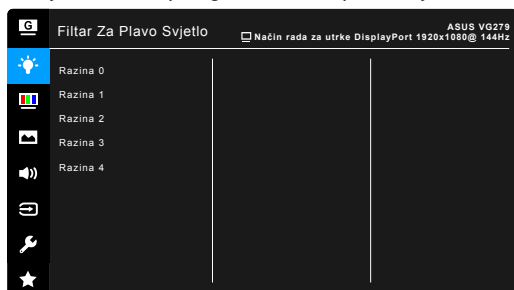 G
Filtar Za Plavo Svjetlo
ASUS VG279
Način rada za utrke DisplayPort 1920x1080@ 144Hz
Razina 0
Razina 1
Razina 2
Razina 3
Razina 4